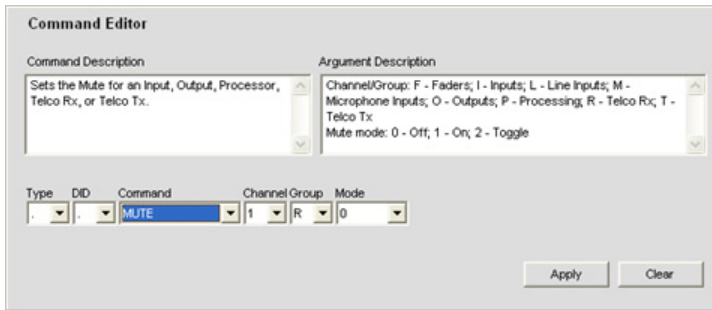 Command Editor
Command Description
Argument Description
Sets the Mute for an Input, Output, Processor,
Telco Rx, or Telco Tx.
Channel/Group: F - Faders; I - Inputs; L - Line Inputs; M -
Microphone Inputs; O - Outputs; P - Processing; R - Telco Rx; T -
Telco Tx
Mute mode: 0 - Off; 1 - On; 2 - Toggle
Type DID Command Channel Group Mode
. . MUTE 1 R 0
Apply Clear